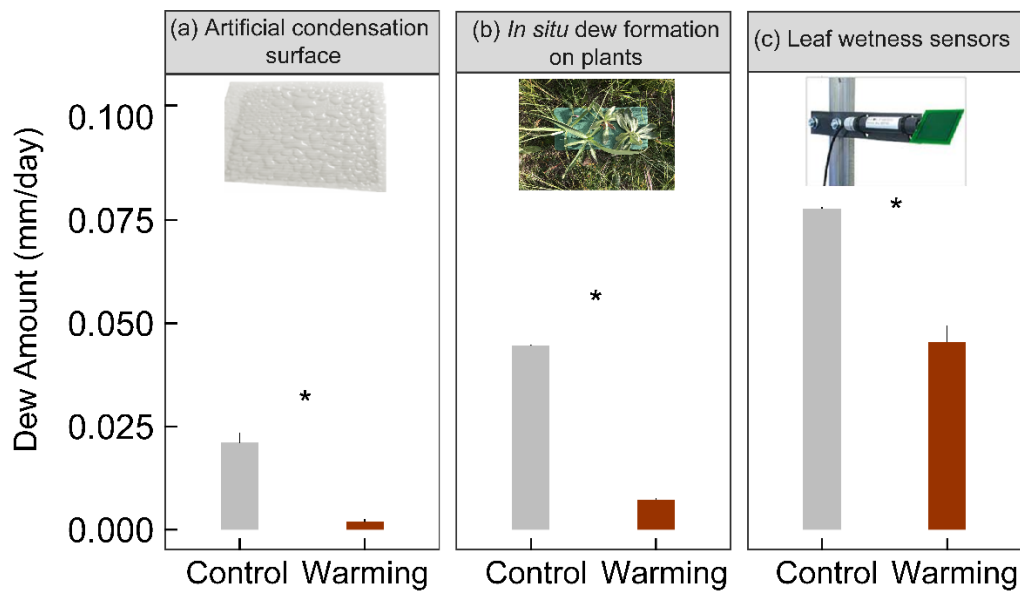 (a) Artificial condensation
surface
(b) In situ dew formation
on plants
(c) Leaf wetness sensors
Dew Amount (mm/day)
0.100
0.075
0.050
0.025
0.000
*
*
*
Control Warming
Control Warming
Control Warming